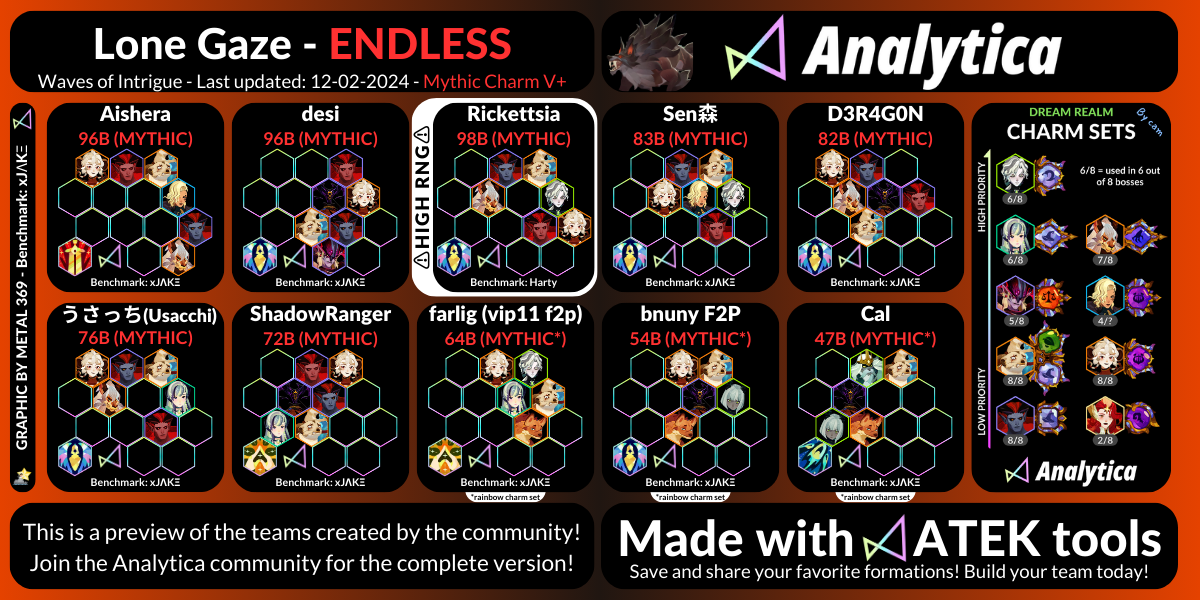 Lone Gaze - ENDLESS
Waves of Intrigue - Last updated: 12-02-2024 - Mythic Charm V+
Analytica
GRAPHIC BY METAL 369 - Benchmark: xJΛKΞ
Aishera
96B (MYTHIC)
Benchmark: xJΛKΞ
desi
96B (MYTHIC)
Benchmark: xJΛKΞ
⚠HIGH RNG⚠
Rickettsia
98B (MYTHIC)
Benchmark: Harty
Sen森
83B (MYTHIC)
Benchmark: xJΛKΞ
D3R4G0N
82B (MYTHIC)
Benchmark: xJΛKΞ
うさっち(Usacchi)
76B (MYTHIC)
Benchmark: xJΛKΞ
ShadowRanger
72B (MYTHIC)
Benchmark: xJΛKΞ
farlig (vip11 f2p)
64B (MYTHIC*)
Benchmark: xJΛKΞ
*rainbow charm set
bnuny F2P
54B (MYTHIC*)
Benchmark: xJΛKΞ
*rainbow charm set
Cal
47B (MYTHIC*)
Benchmark: xJΛKΞ
*rainbow charm set
DREAM REALM
CHARM SETS
By cam
HIGH PRIORITY
LOW PRIORITY
6/8
6/8 = used in 6 out
of 8 bosses
6/8
7/8
5/8
4/?
8/8
8/8
8/8
2/8
Analytica
This is a preview of the teams created by the community!
Join the Analytica community for the complete version!
Made with ATEK tools
Save and share your favorite formations! Build your team today!